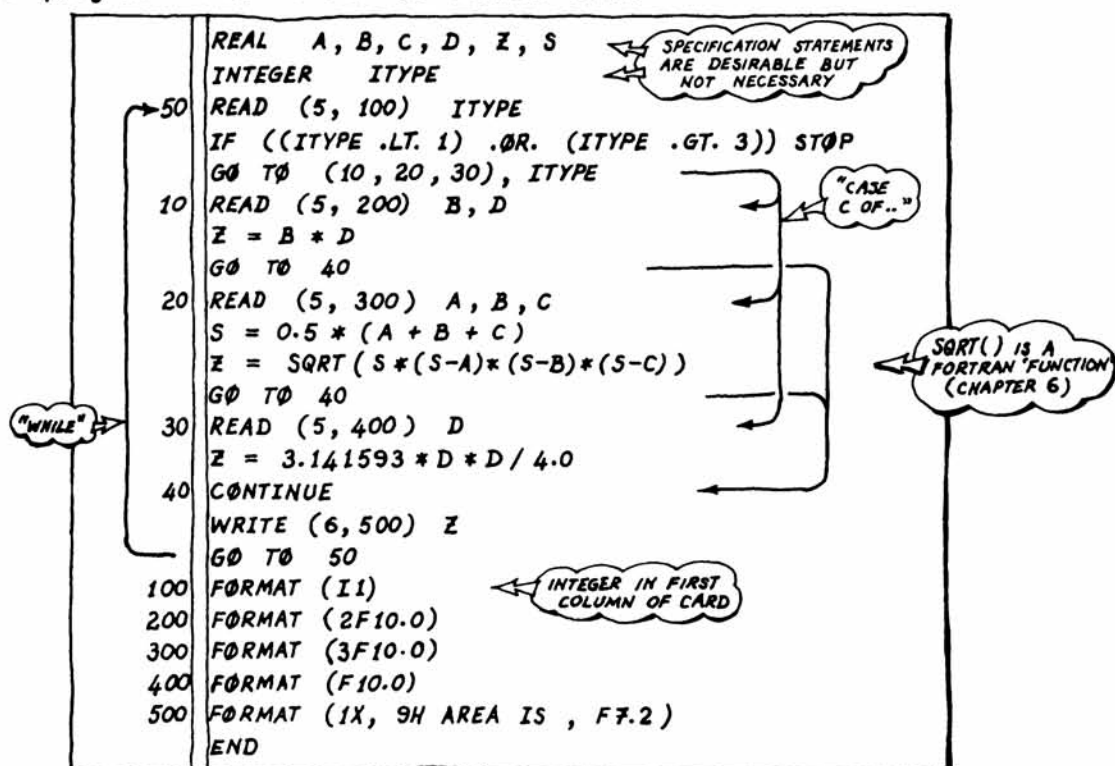 REAL A, B, C, D, Z, S
SPECIFICATION STATEMENTS
ARE DESIRABLE BUT
NOT NECESSARY
INTEGER ITYPE
50 READ (5, 100) ITYPE
IF ((ITYPE .LT. 1) .ØR. (ITYPE .GT. 3)) STØP
GØ TØ (10, 20, 30), ITYPE
"CASE
C OF.."
10 READ (5, 200) B, D
Z = B * D
GØ TØ 40
20 READ (5, 300) A, B, C
S = 0.5 * (A + B + C)
Z = SQRT ( S * (S-A) * (S-B) * (S-C) )
SQRT() IS A
FORTRAN FUNCTION
(CHAPTER 6)
GØ TØ 40
"WHILE"
30 READ (5, 400) D
Z = 3.141593 * D * D / 4.0
40 CØNTINUE
WRITE (6, 500) Z
GØ TØ 50
100 FØRMAT (I1)
INTEGER IN FIRST
COLUMN OF CARD
200 FØRMAT (2F10.0)
300 FØRMAT (3F10.0)
400 FØRMAT (F10.0)
500 FØRMAT (1X, 9H AREA IS , F7.2)
END